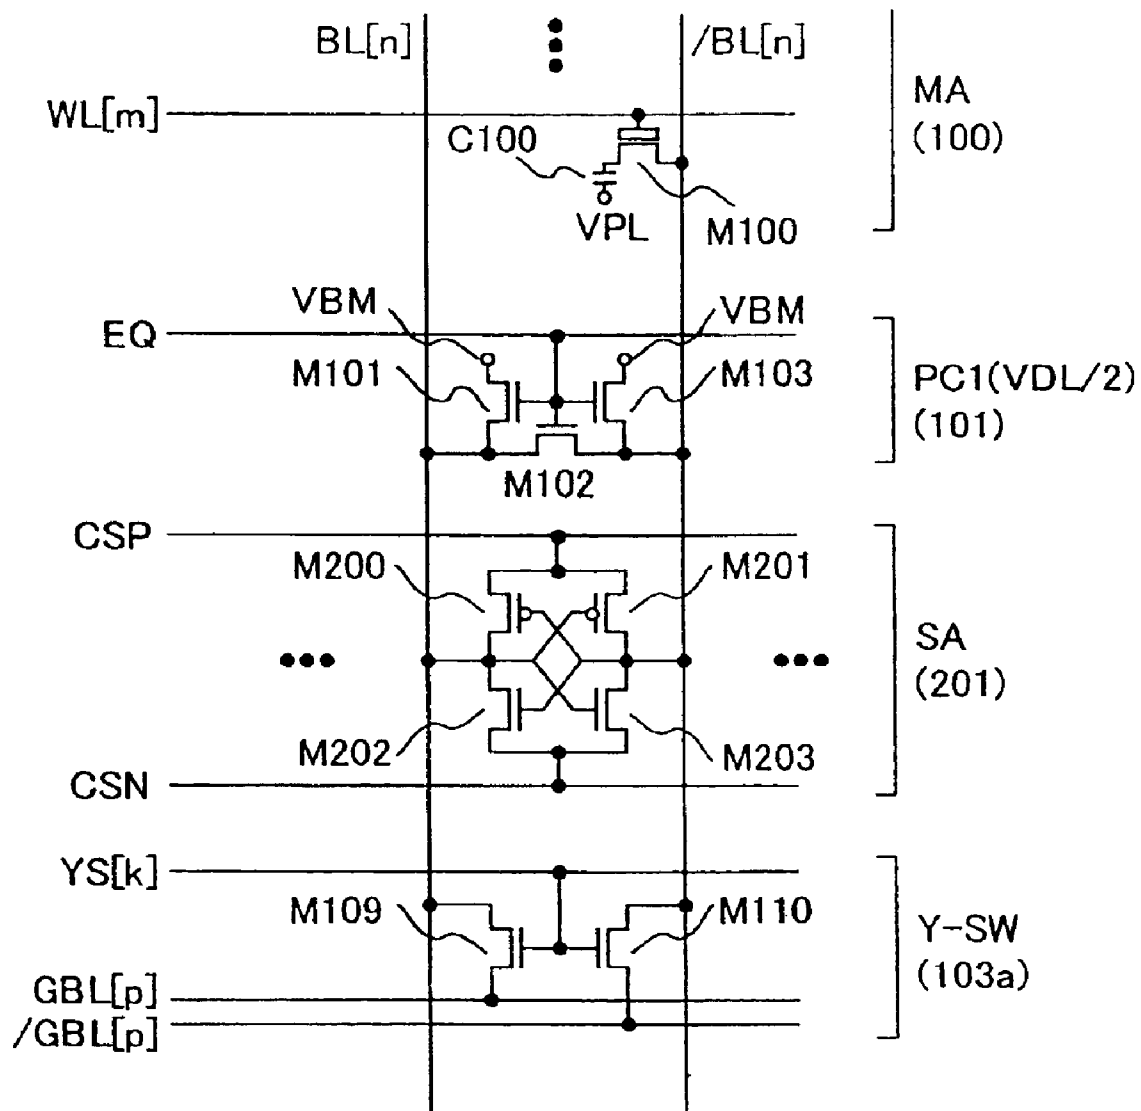 BL[n]
/BL[n]
WL[m]
C100
MA
(100)
VPL
M100
VBM
VBM
EQ
M101
M103
PC1(VDL/2)
(101)
M102
CSP
M200
M201
SA
(201)
M202
M203
CSN
YS[k]
M109
M110
Y-SW
(103a)
GBL[p]
/GBL[p]